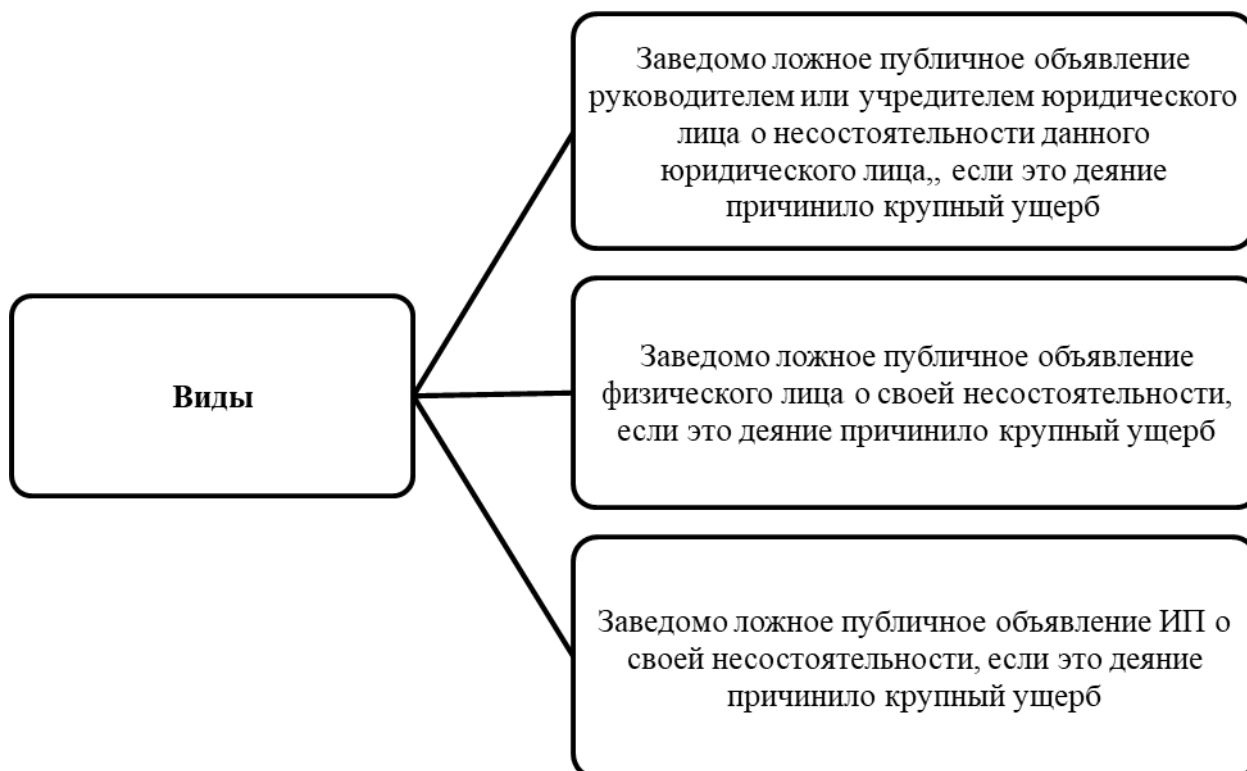 Заведомо ложное публичное объявление
руководителем или учредителем юридического
лица о несостоятельности данного
юридического лица,, если это деяние
причинило крупный ущерб
Виды
Заведомо ложное публичное объявление
физического лица о своей несостоятельности,
если это деяние причинило крупный ущерб
Заведомо ложное публичное объявление ИП о
своей несостоятельности, если это деяние
причинило крупный ущерб